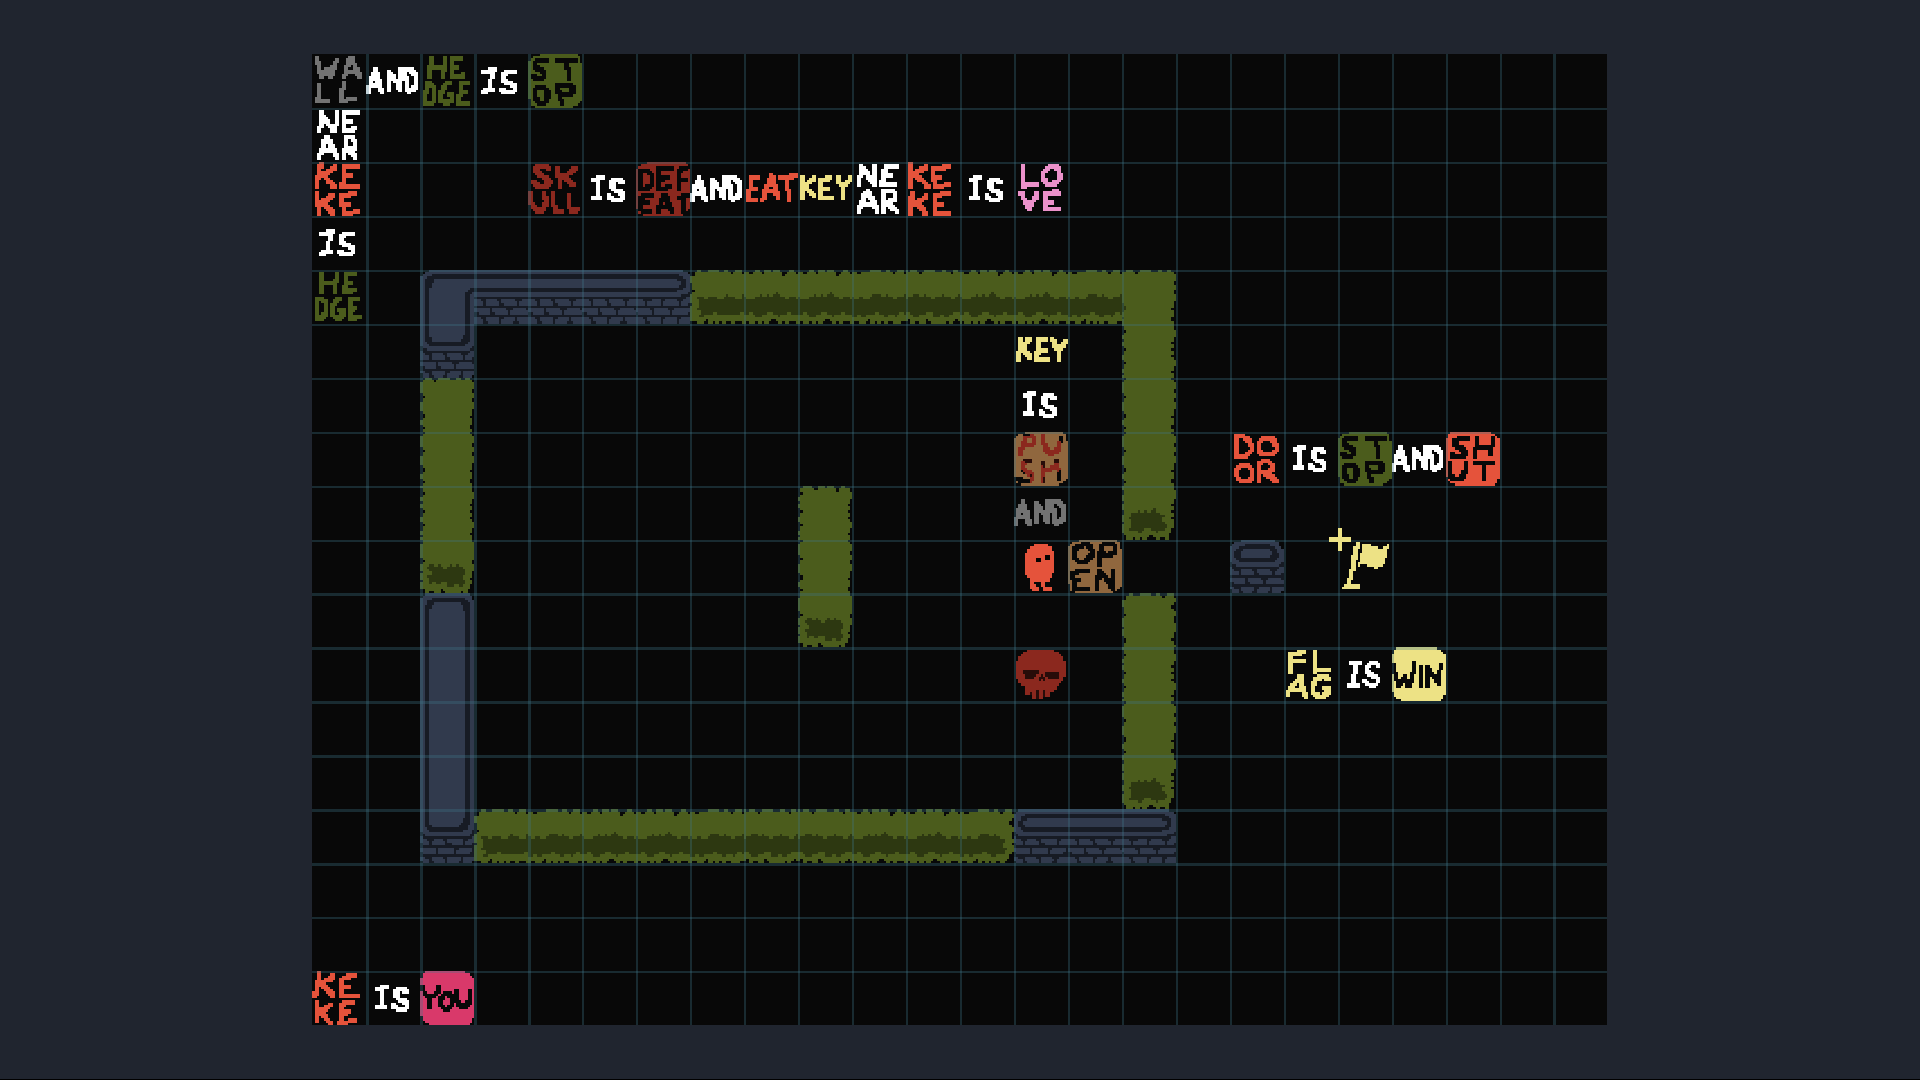 WALL AND HEDGE IS STOP
NEAR
KEKE
IS
HEDGE
SKULL IS DEFEAT AND EAT KEY NEAR KEKE IS LOVE
KEY
IS
PUSH
AND
OPEN
DOOR IS STOP AND SHUT
FLAG IS WIN
KEKE IS YOU